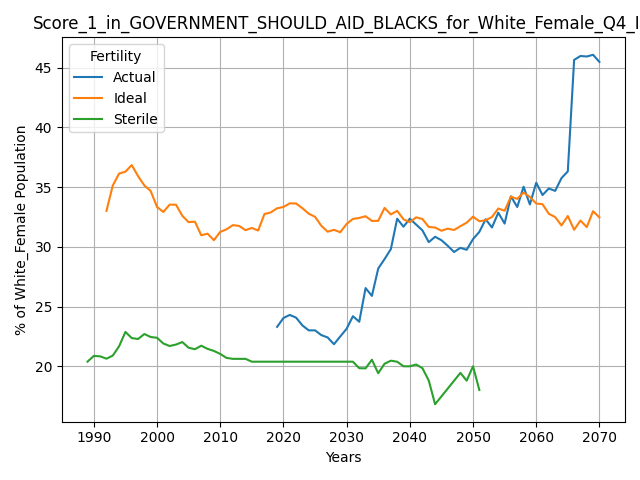 Score_1_in_GOVERNMENT_SHOULD_AID_BLACKS_for_White_Female_Q4_
Fertility
Actual
Ideal
Sterile
% of White_Female Population
45
40
35
30
25
20
1990 2000 2010 2020 2030 2040 2050 2060 2070
Years